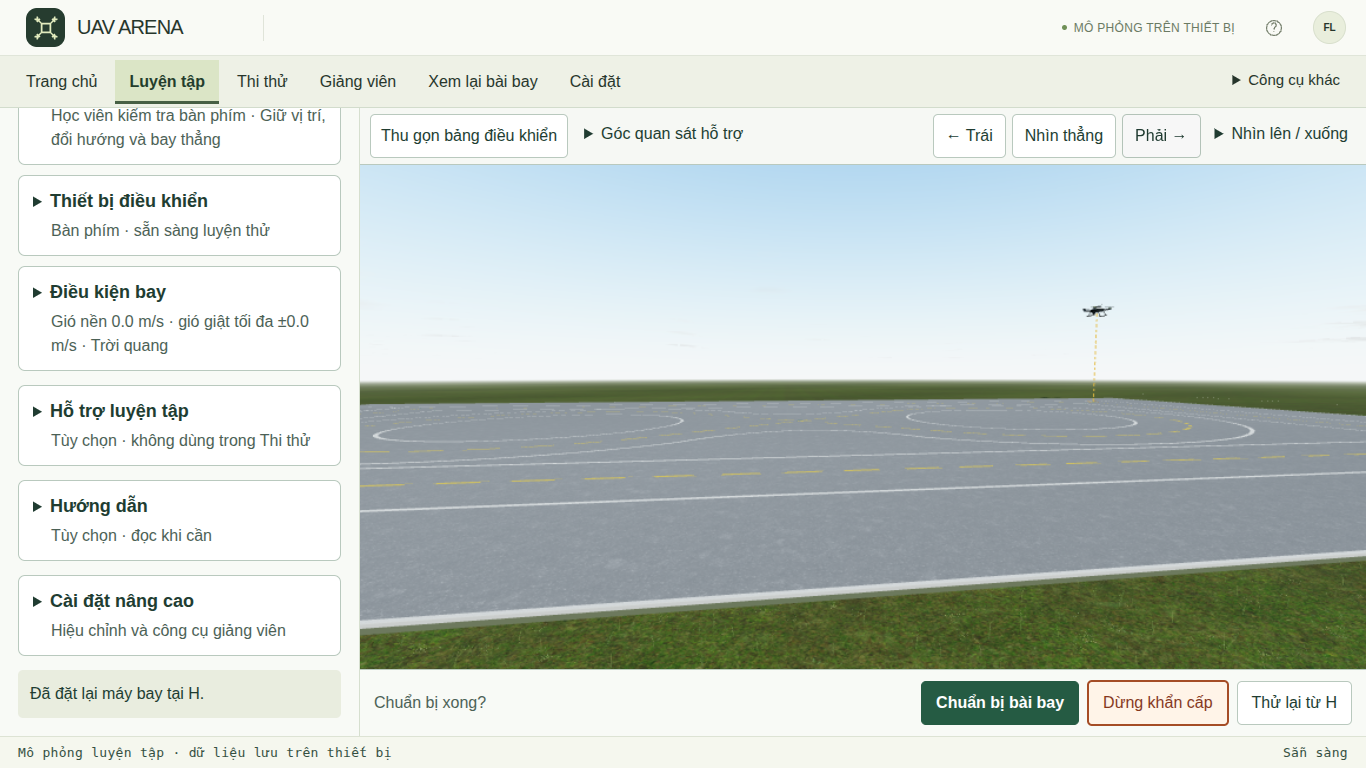 UAV ARENA
MÔ PHỎNG TRÊN THIẾT BỊ
FL
Trang chủ
Luyện tập
Thi thử
Giảng viên
Xem lại bài bay
Cài đặt
Công cụ khác
Học viên kiểm tra bàn phím · Giữ vị trí,
đổi hướng và bay thẳng
Thiết bị điều khiển
Bàn phím · sẵn sàng luyện thử
Điều kiện bay
Gió nền 0.0 m/s · gió giật tối đa ±0.0
m/s · Trời quang
Hỗ trợ luyện tập
Tùy chọn · không dùng trong Thi thử
Hướng dẫn
Tùy chọn · đọc khi cần
Cài đặt nâng cao
Hiệu chỉnh và công cụ giảng viên
Đã đặt lại máy bay tại H.
Thu gọn bảng điều khiển
Góc quan sát hỗ trợ
← Trái
Nhìn thẳng
Phải →
Nhìn lên / xuống
Chuẩn bị xong?
Chuẩn bị bài bay
Dừng khẩn cấp
Thử lại từ H
Mô phỏng luyện tập · dữ liệu lưu trên thiết bị
Sẵn sàng